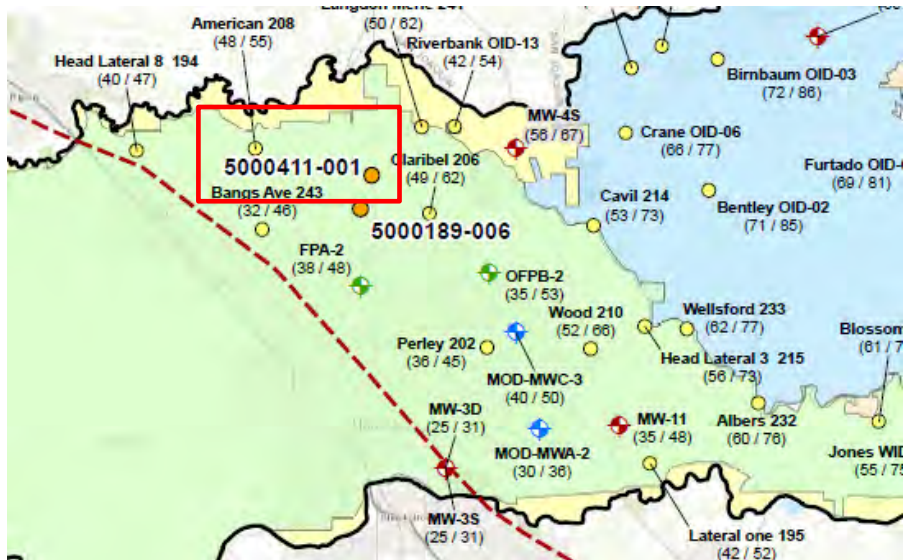 American 208
(48 / 55)
(50 / 62)
Riverbank OID-13
(42 / 54)
Head Lateral 8 194
(40 / 47)
Birnbaum OID-03
(72 / 86)
MW-4S
(56 / 67)
Crane OID-06
(66 / 77)
5000411-001
Claribel 206
(49 / 62)
Furtado OID-
(69 / 81)
Bangs Ave 243
(32 / 46)
Cavil 214
(53 / 73)
Bentley OID-02
(71 / 85)
5000189-006
FPA-2
(38 / 48)
OFPB-2
(35 / 53)
Wood 210
(52 / 66)
Wellsford 233
(62 / 77)
Blossom
(61 / 7
Perley 202
(36 / 45)
Head Lateral 3 215
(56 / 73)
MOD-MWC-3
(40 / 50)
MW-3D
(25 / 31)
MW-11
(35 / 48)
Albers 232
(60 / 76)
MOD-MWA-2
(30 / 36)
Jones WID
(55 / 75
MW-3S
(25 / 31)
Lateral one 195
(42 / 52)